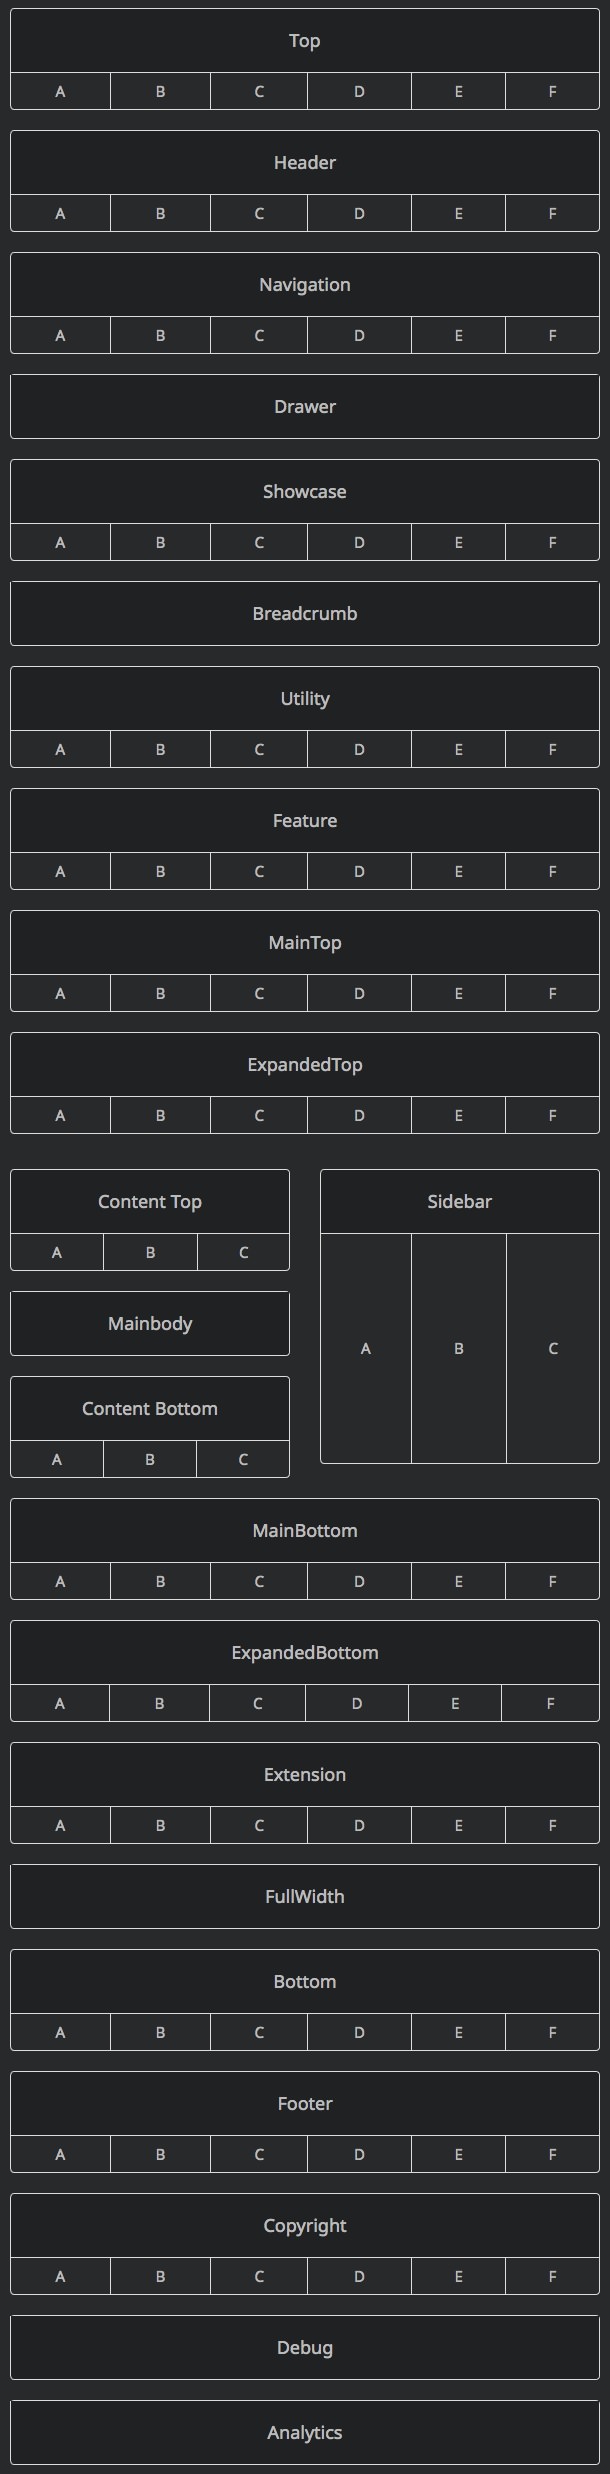 Top
A B C D E F
Header
A B C D E F
Navigation
A B C D E F
Drawer
Showcase
A B C D E F
Breadcrumb
Utility
A B C D E F
Feature
A B C D E F
MainTop
A B C D E F
ExpandedTop
A B C D E F
Content Top
A B C
Mainbody
Content Bottom
A B C
Sidebar
A B C
MainBottom
A B C D E F
ExpandedBottom
A B C D E F
Extension
A B C D E F
FullWidth
Bottom
A B C D E F
Footer
A B C D E F
Copyright
A B C D E F
Debug
Analytics